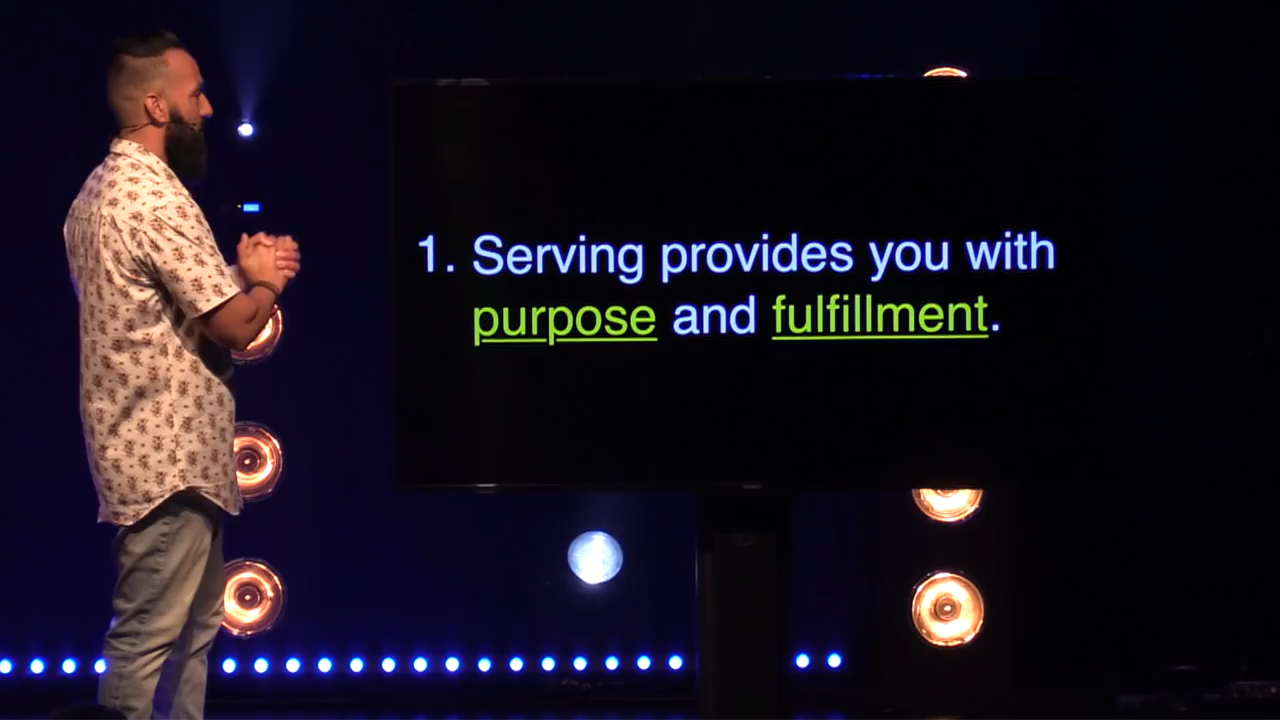 1. Serving provides you with
purpose and fulfillment.